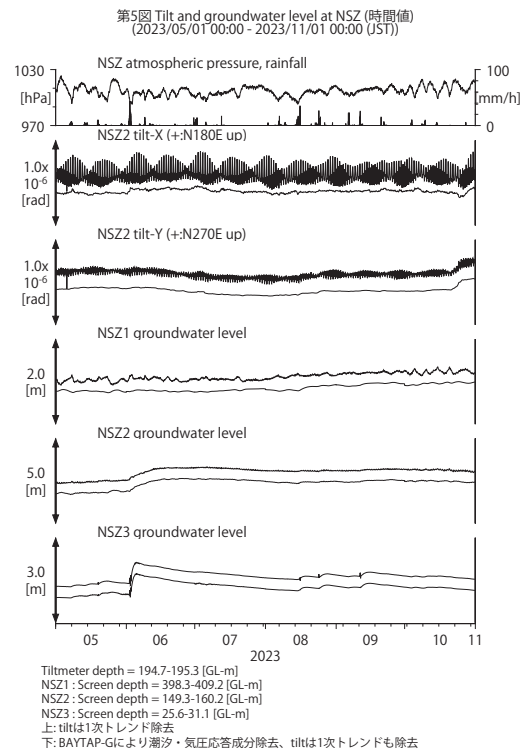 第5図 Tilt and groundwater level at NSZ (時間値)
(2023/05/01 00:00 - 2023/11/01 00:00 (JST))
NSZ atmospheric pressure, rainfall
1030
100
[hPa]
[mm/h]
970
0
NSZ2 tilt-X (+:N180E up)
1.0x
10-6
[rad]
NSZ2 tilt-Y (+:N270E up)
1.0x
10-6
[rad]
NSZ1 groundwater level
2.0
[m]
NSZ2 groundwater level
5.0
[m]
NSZ3 groundwater level
3.0
[m]
05 06 07 08 09 10 11
2023
Tiltmeter depth = 194.7-195.3 [GL-m]
NSZ1 : Screen depth = 398.3-409.2 [GL-m]
NSZ2 : Screen depth = 149.3-160.2 [GL-m]
NSZ3 : Screen depth = 25.6-31.1 [GL-m]
上: tiltは1次トレンド除去
下: BAYTAP-Gにより潮汐・気圧応答成分除去、tiltは1次トレンドも除去